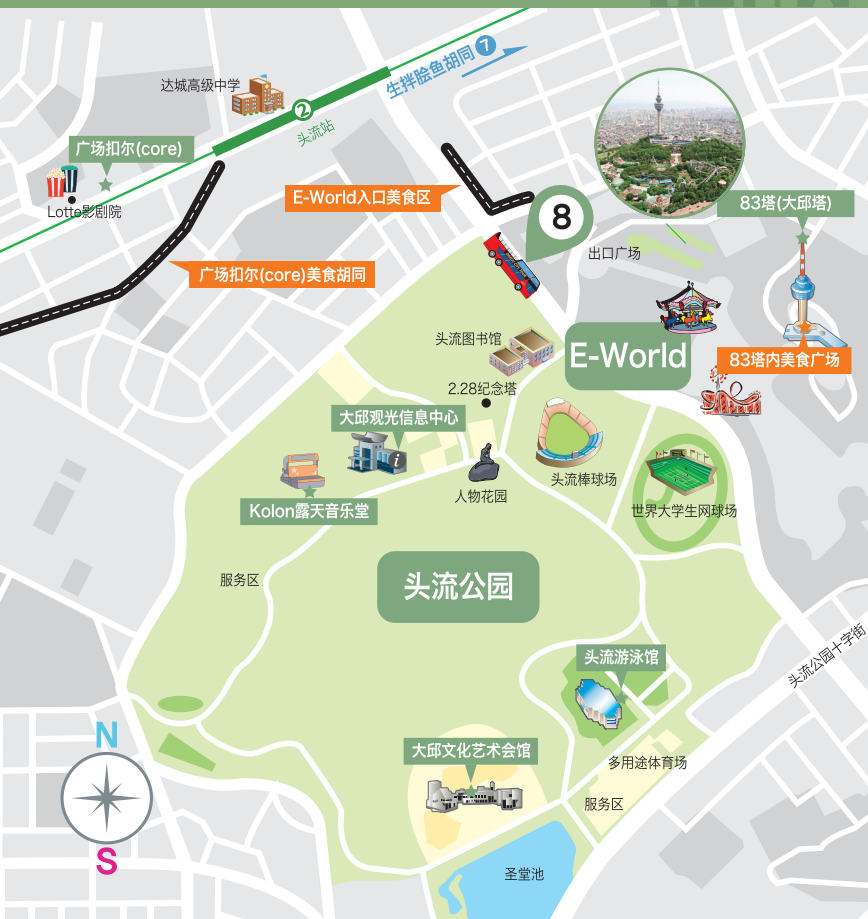 达城高级中学
生拌脍鱼胡同 7
2
头流站
广场扣尔(core)
Lotte影剧院
E-World入口美食区
8
83塔(大邱塔)
出口广场
广场扣尔(core)美食胡同
头流图书馆
E-World
83塔内美食广场
2.28纪念塔
大邱观光信息中心
i
头流棒球场
人物花园
Kolon露天音乐堂
世界大学生网球场
服务区
头流公园
头流公园十字街
头流游泳馆
N
S
大邱文化艺术会馆
多用途体育场
服务区
圣堂池